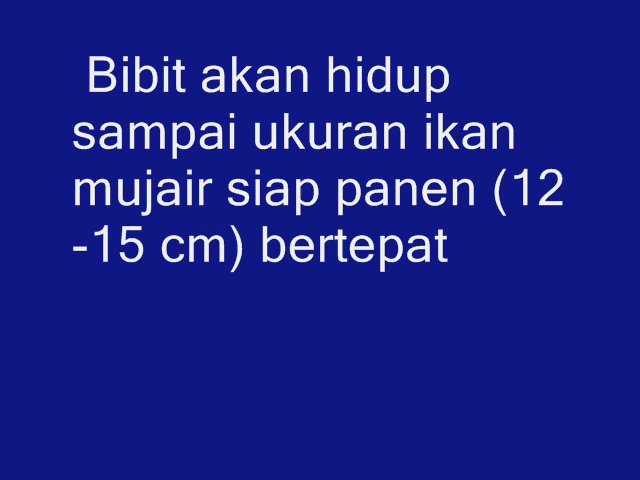 Bibit akan hidup
sampai ukuran ikan
mujair siap panen (12
-15 cm) bertepat